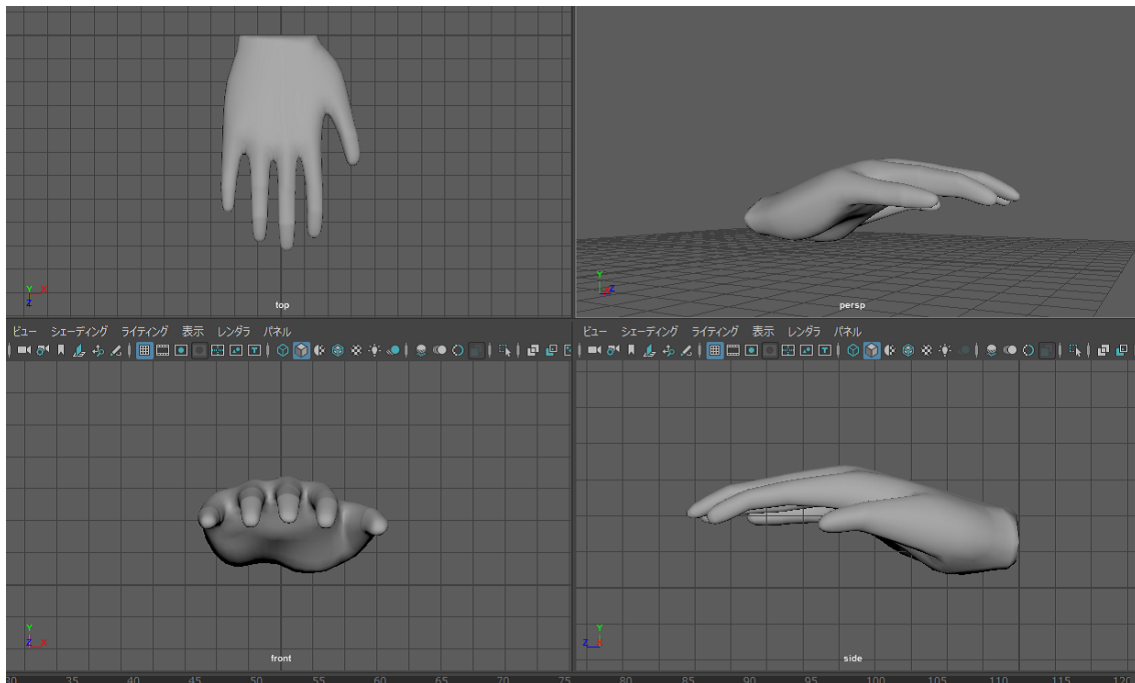 Y X
Z
top
Y
Z
persp
ビュー シェーディング ライティング 表示 レンダラ パネル
ビュー シェーディング ライティング 表示 レンダラ パネル
Y
Z X
front
Y
Z X
side
30 35 40 45 50 55 60 65 70 75 80 85 90 95 100 105 110 115 120